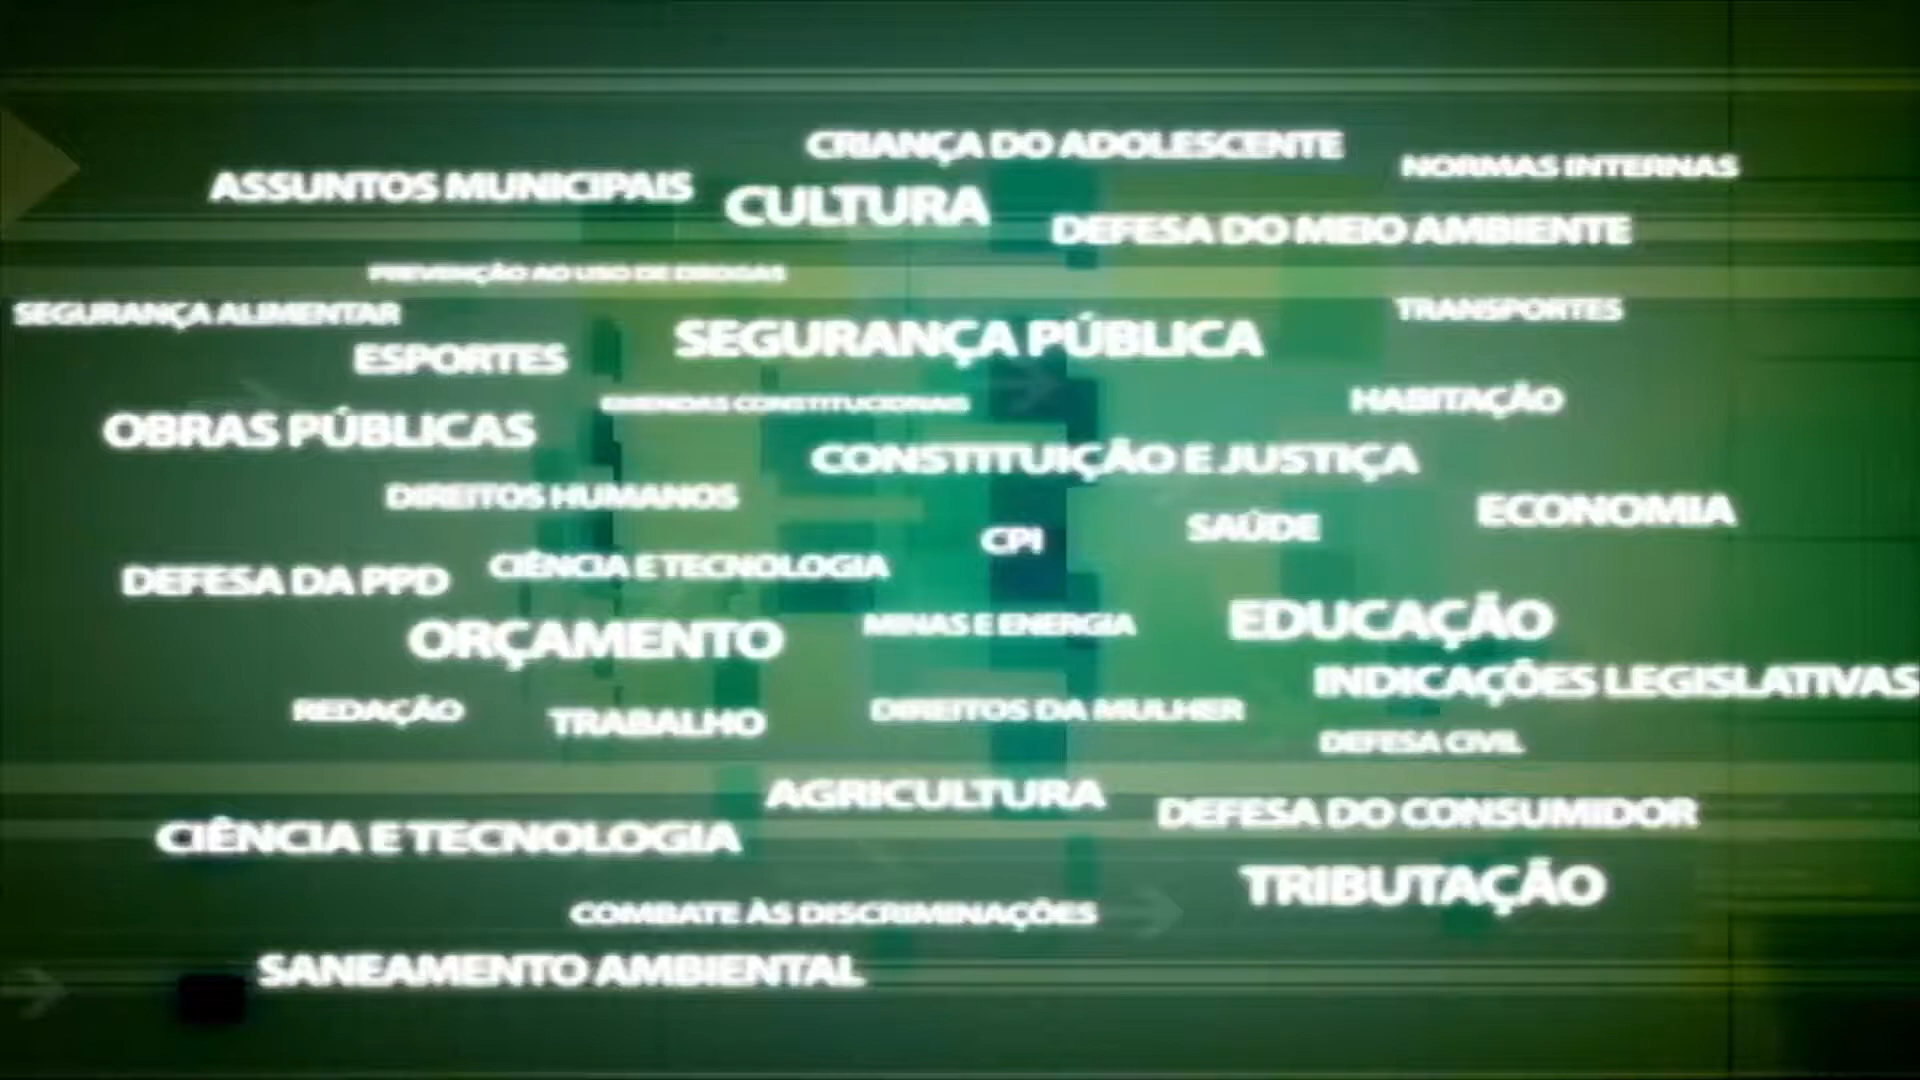 CRIANÇA DO ADOLESCENTE
NORMAS INTERNAS
ASSUNTOS MUNICIPAIS
CULTURA
DEFESA DO MEIO AMBIENTE
PREVENÇÃO AO USO DE DROGAS
SEGURANÇA ALIMENTAR
TRANSPORTES
SEGURANÇA PÚBLICA
ESPORTES
EMENDAS CONSTITUCIONAIS
HABITAÇÃO
OBRAS PÚBLICAS
CONSTITUIÇÃO E JUSTIÇA
DIREITOS HUMANOS
ECONOMIA
SAÚDE
CPI
CIÊNCIA E TECNOLOGIA
DEFESA DA PPD
EDUCAÇÃO
MINAS E ENERGIA
ORÇAMENTO
INDICAÇÕES LEGISLATIVAS
REDAÇÃO
TRABALHO
DIREITOS DA MULHER
DEFESA CIVIL
AGRICULTURA
DEFESA DO CONSUMIDOR
CIÊNCIA E TECNOLOGIA
TRIBUTAÇÃO
COMBATE ÀS DISCRIMINAÇÕES
SANEAMENTO AMBIENTAL